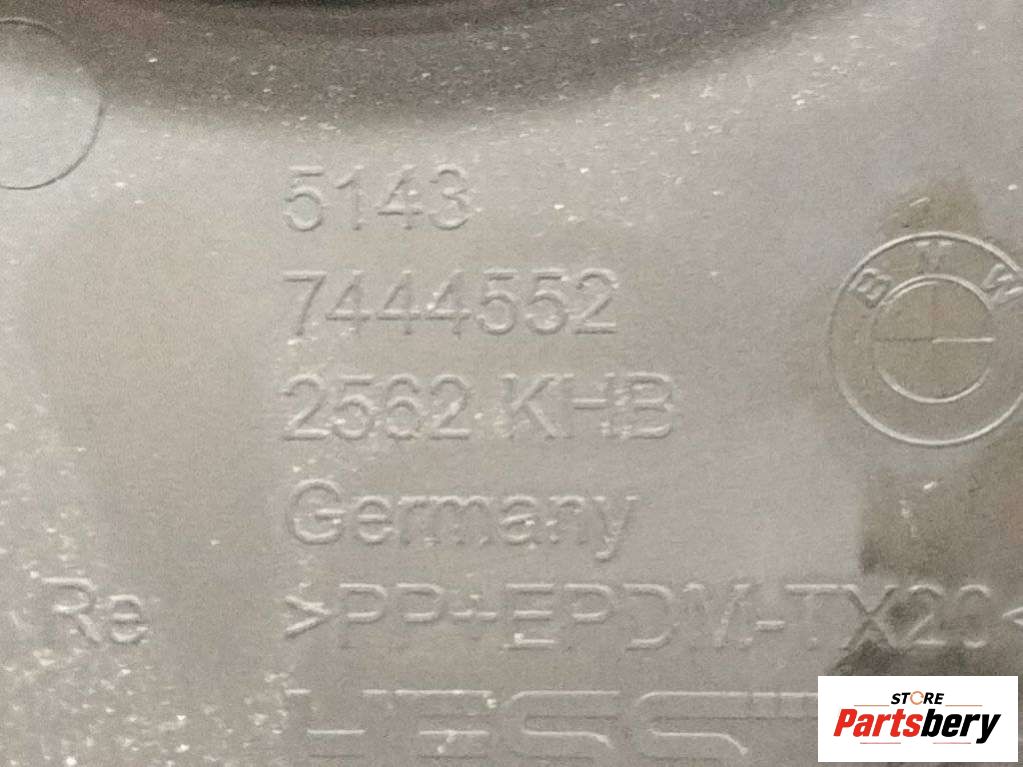 5143
7444552
2562 KHB
Germany
BMW
Re >PP+EPDM-TX20<
STORE
Partsbery